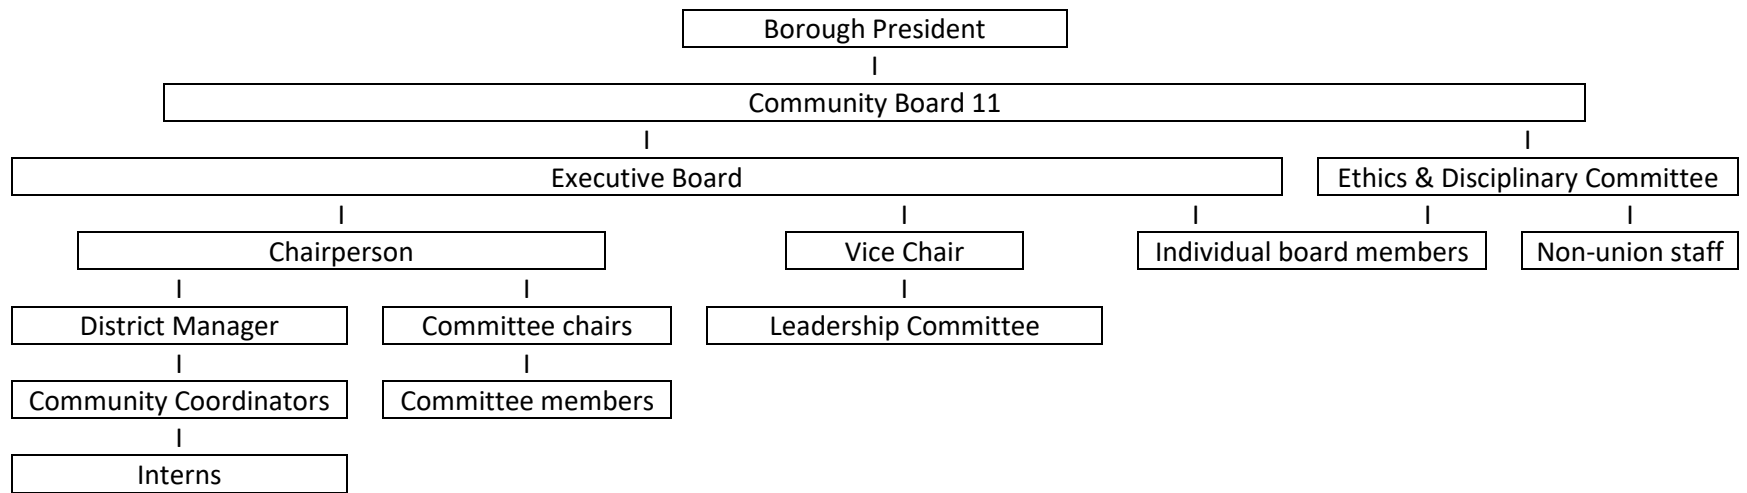 Borough President
Community Board 11
Executive Board
Ethics & Disciplinary Committee
Chairperson
Vice Chair
Individual board members
Non-union staff
District Manager
Committee chairs
Leadership Committee
Community Coordinators
Committee members
Interns